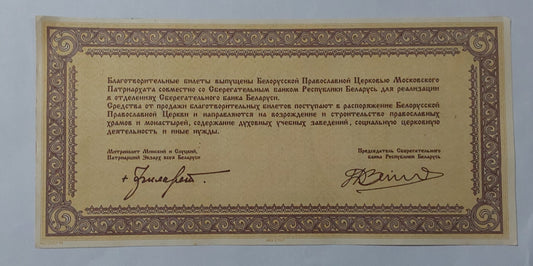 Благотворительные билеты выпущены Белорусской Православной Церковью Московского
Патриархата совместно со Сберегательным банком Республики Беларусь для реализации
в отделениях Сберегательного Банка Беларуси.
Средства от продажи благотворительных билетов поступают в распоряжение Белорусской
Православной Церкви и направляются на возрождение и строительство православных
храмов и монастырей, содержание духовных учебных заведений, социальную церковную
деятельность и иные нужды.
Митрополит Минский и Слуцкий,
Патриарший Экзарх всея Беларуси
Председатель Сберегательного
банка Республики Беларусь